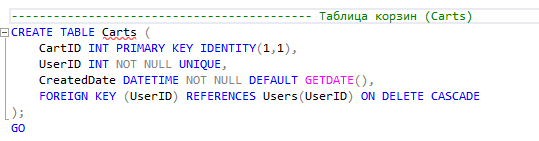 ----------------------------------------- Таблица корзин (Carts)
CREATE TABLE Carts (
    CartID INT PRIMARY KEY IDENTITY(1,1),
    UserID INT NOT NULL UNIQUE,
    CreatedDate DATETIME NOT NULL DEFAULT GETDATE(),
    FOREIGN KEY (UserID) REFERENCES Users(UserID) ON DELETE CASCADE
);
GO